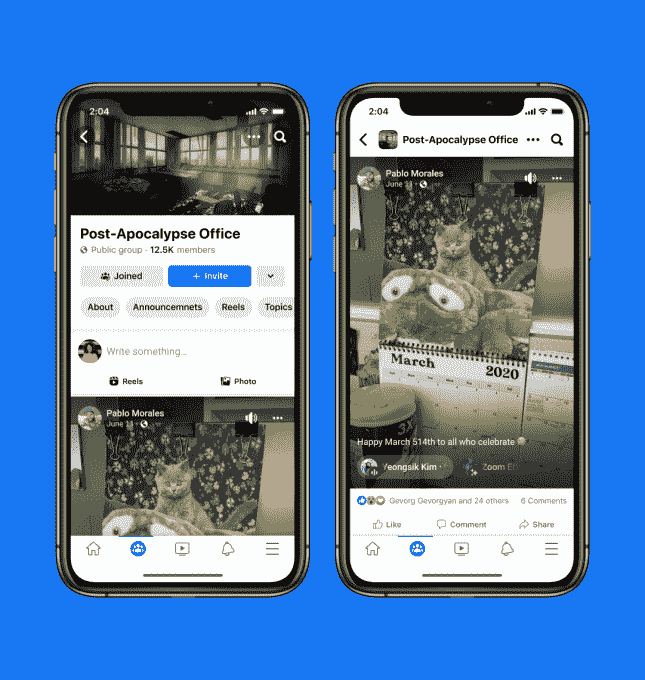 2:04
Post-Apocalypse Office
Public group · 12.5K members
Joined
+ Invite
About
Announcemnets
Reels
Topics
Write something...
Reels
Photo
Pablo Morales
June 11
2:04
Post-Apocalypse Office
Pablo Morales
June 11
March
2020
Happy March 514th to all who celebrate
Yeongsik Kim ·
Zoom Ef
Gevorg Gevorgyan and 24 others
6 Comments
Like
Comment
Share